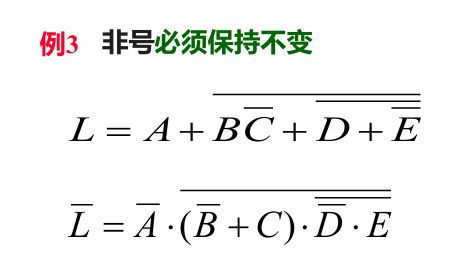 例3 非号必须保持不变
$L = A + \overline{B\overline{C} + \overline{D + \overline{E}}}$
$\overline{L} = \overline{A} \cdot \overline{(\overline{B} + C) \cdot \overline{\overline{D} \cdot E}}$